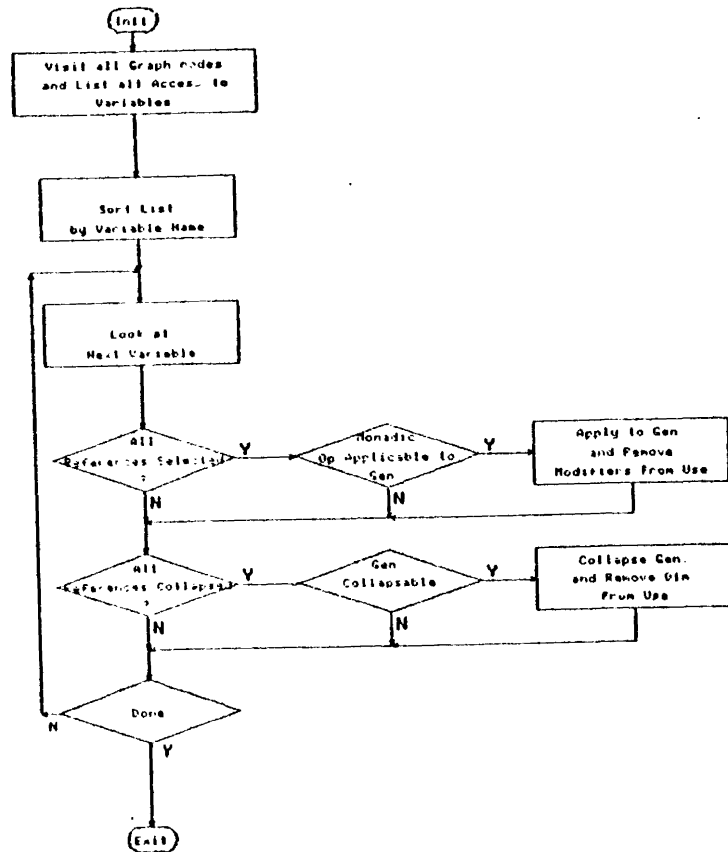 Init
Visit all Graph nodes
and List all Access to
Variables
Sort List
by Variable Name
Look at
Next Variable
All
References Selected
?
Y
N
Monadic
Op Applicable to
Gen
Y
N
Apply to Gen
and Remove
Modifiers From Use
All
References Collapsed
?
Y
N
Gen
Collapsable
Y
N
Collapse Gen.
and Remove Dim
From Use
Done
N
Y
Exit